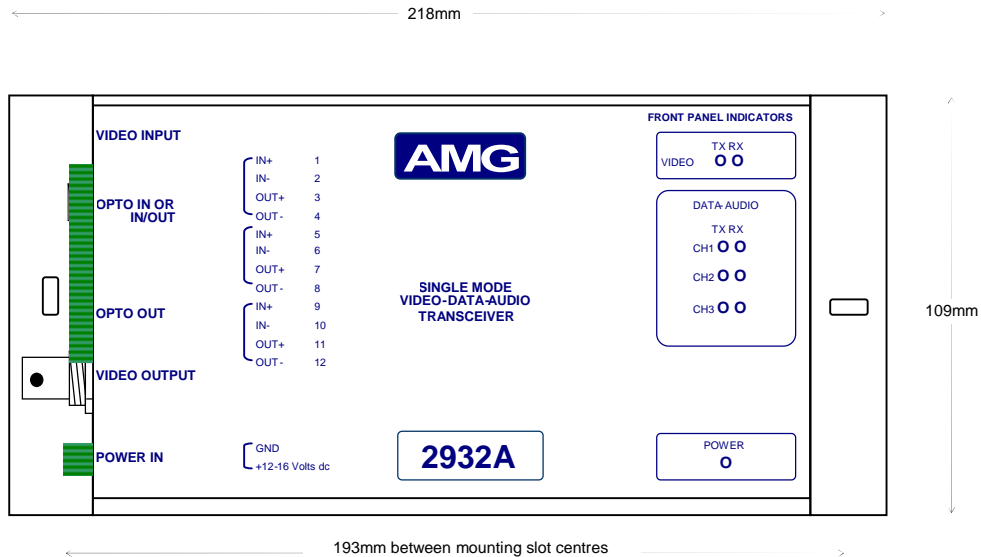 218mm
VIDEO INPUT
OPTO IN OR
IN/OUT
OPTO OUT
VIDEO OUTPUT
POWER IN
IN+ 1
IN- 2
OUT+ 3
OUT- 4
IN+ 5
IN- 6
OUT+ 7
OUT- 8
IN+ 9
IN- 10
OUT+ 11
OUT- 12
GND
+12-16 Volts dc
AMG
SINGLE MODE
VIDEO-DATA-AUDIO
TRANSCEIVER
2932A
FRONT PANEL INDICATORS
TX RX
VIDEO O O
DATA-AUDIO
TX RX
CH1 O O
CH2 O O
CH3 O O
POWER
O
109mm
193mm between mounting slot centres